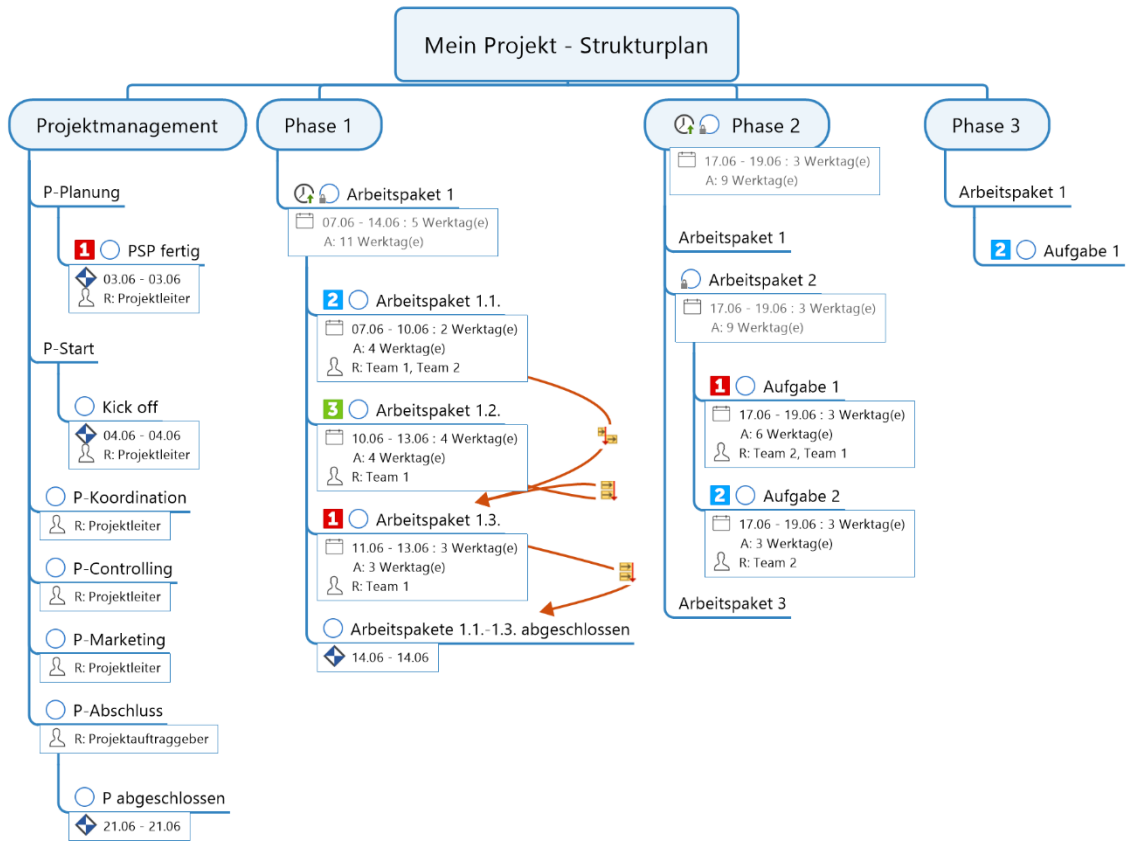 Mein Projekt - Strukturplan
Projektmanagement
P-Planung
1 PSP fertig
03.06 - 03.06
R: Projektleiter
P-Start
Kick off
04.06 - 04.06
R: Projektleiter
P-Koordination
R: Projektleiter
P-Controlling
R: Projektleiter
P-Marketing
R: Projektleiter
P-Abschluss
R: Projektauftraggeber
P abgeschlossen
21.06 - 21.06
Phase 1
Arbeitspaket 1
07.06 - 14.06 : 5 Werktag(e)
A: 11 Werktag(e)
2 Arbeitspaket 1.1.
07.06 - 10.06 : 2 Werktag(e)
A: 4 Werktag(e)
R: Team 1, Team 2
3 Arbeitspaket 1.2.
10.06 - 13.06 : 4 Werktag(e)
A: 4 Werktag(e)
R: Team 1
1 Arbeitspaket 1.3.
11.06 - 13.06 : 3 Werktag(e)
A: 3 Werktag(e)
R: Team 1
Arbeitspakete 1.1.-1.3. abgeschlossen
14.06 - 14.06
Phase 2
17.06 - 19.06 : 3 Werktag(e)
A: 9 Werktag(e)
Arbeitspaket 1
Arbeitspaket 2
17.06 - 19.06 : 3 Werktag(e)
A: 9 Werktag(e)
1 Aufgabe 1
17.06 - 19.06 : 3 Werktag(e)
A: 6 Werktag(e)
R: Team 2, Team 1
2 Aufgabe 2
17.06 - 19.06 : 3 Werktag(e)
A: 3 Werktag(e)
R: Team 2
Arbeitspaket 3
Phase 3
Arbeitspaket 1
2 Aufgabe 1